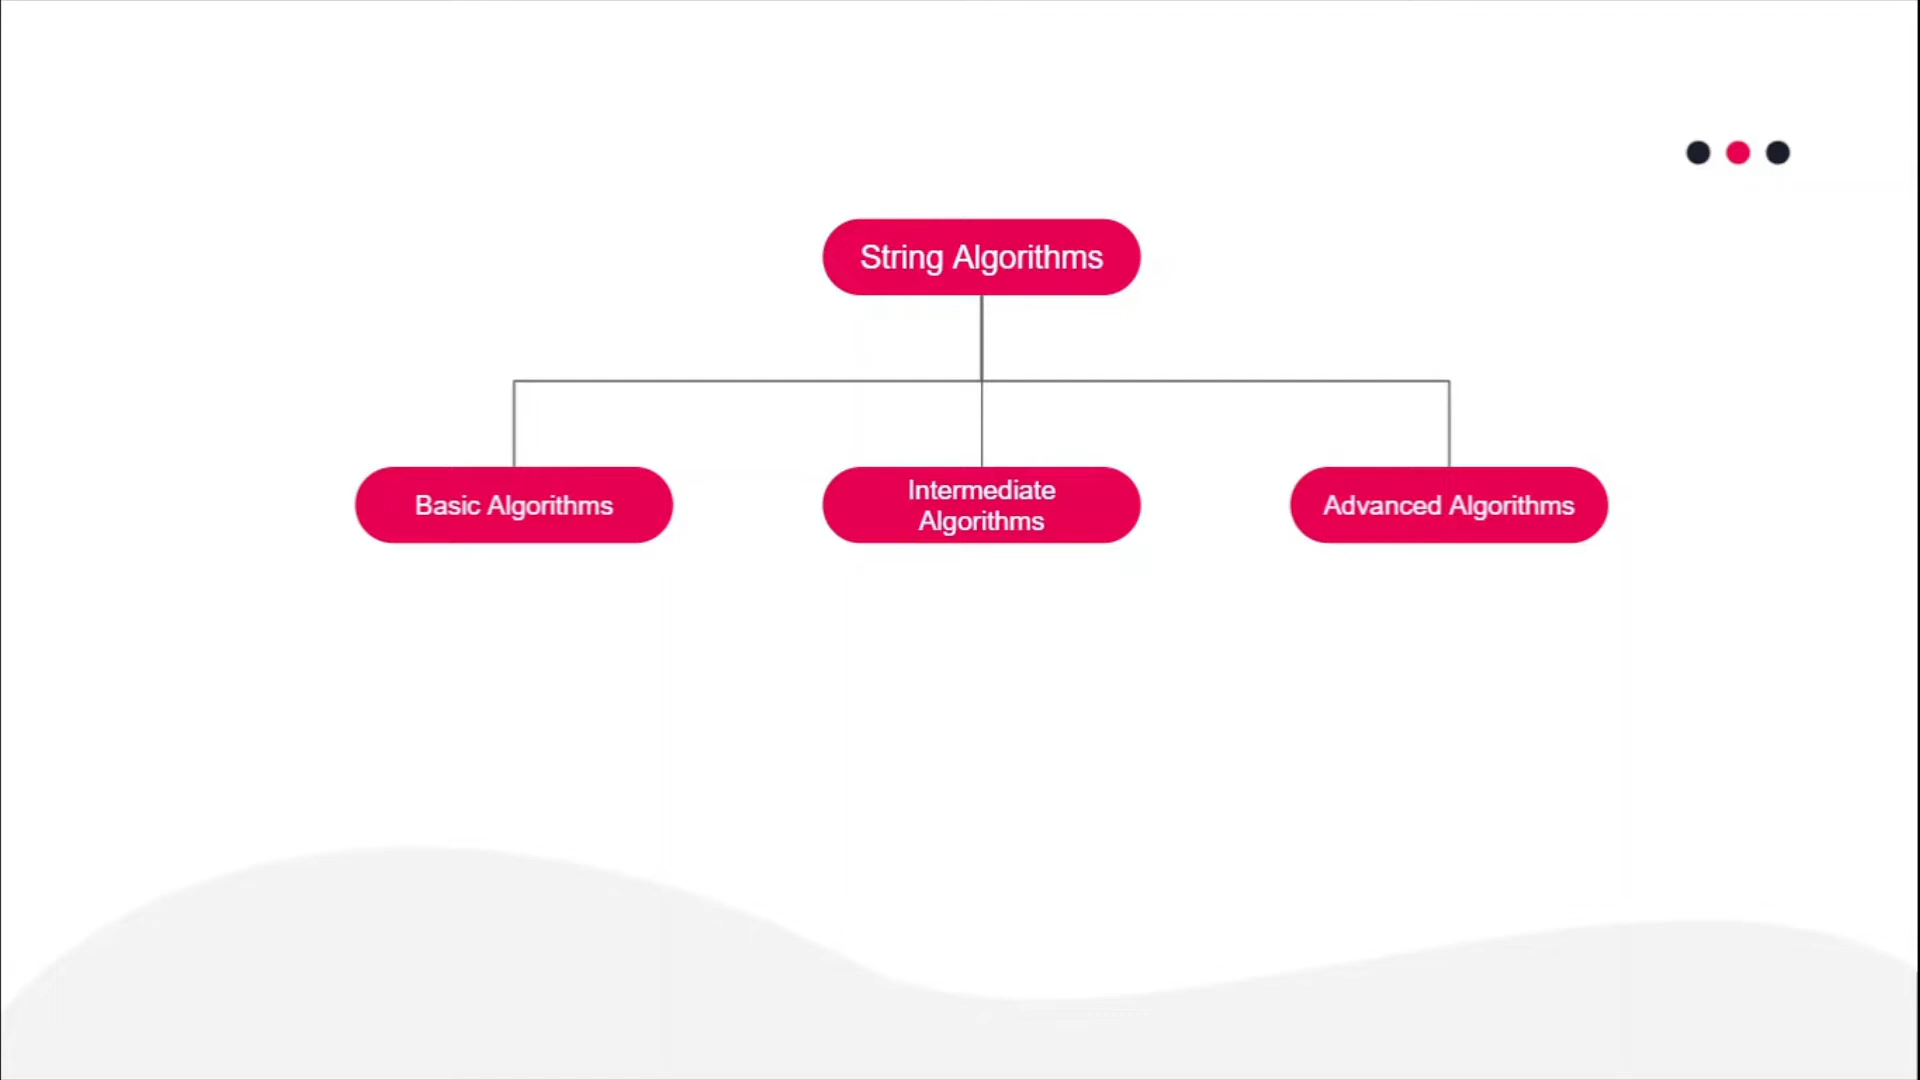 String Algorithms
Basic Algorithms
Intermediate
Algorithms
Advanced Algorithms